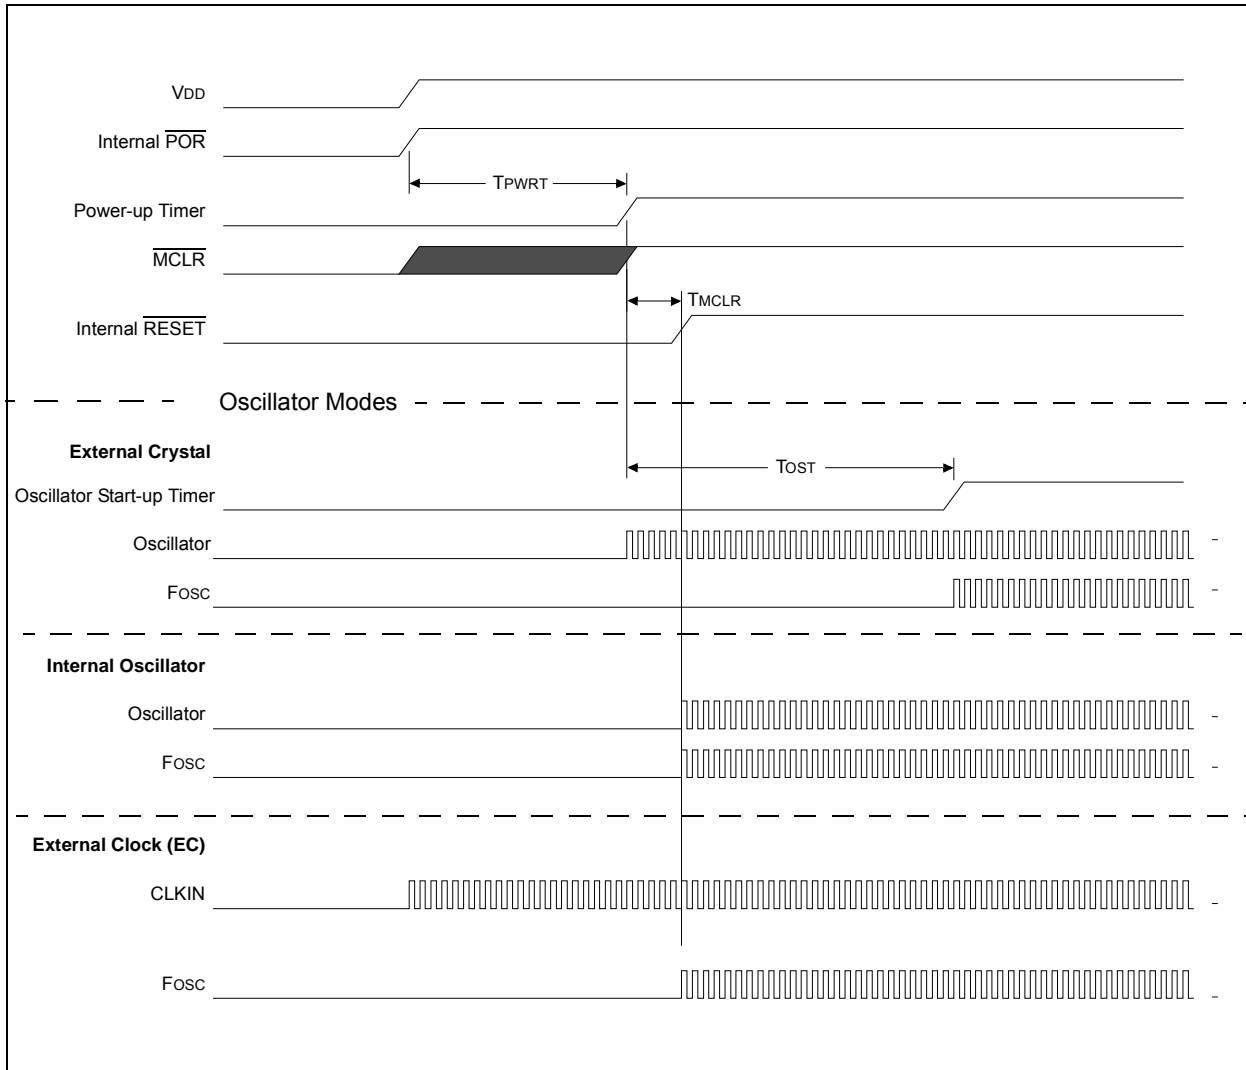 VDD
Internal POR
TPWRT
Power-up Timer
MCLR
TMCLR
Internal RESET
Oscillator Modes
External Crystal
TOST
Oscillator Start-up Timer
Oscillator
FOSC
Internal Oscillator
Oscillator
FOSC
External Clock (EC)
CLKIN
FOSC